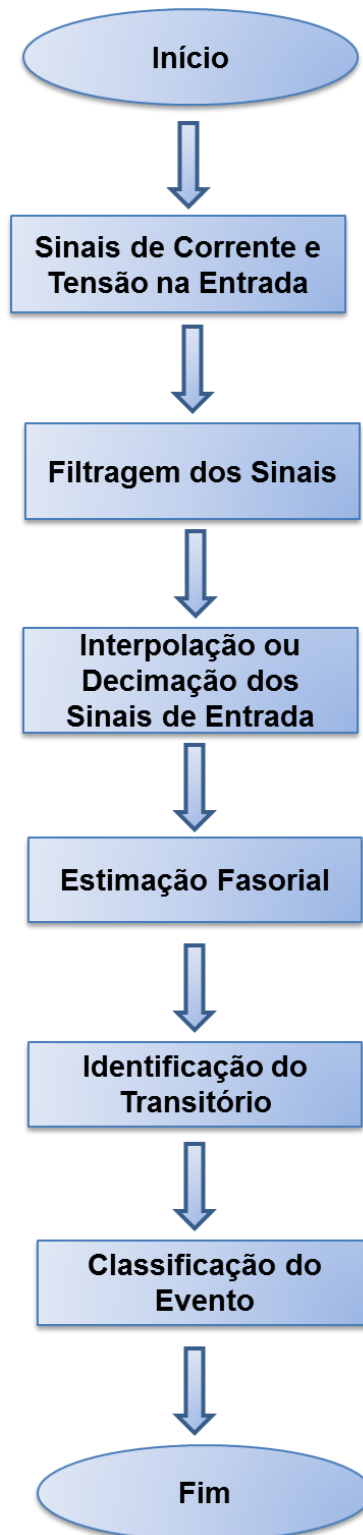 Início
Sinais de Corrente e
Tensão na Entrada
Filtragem dos Sinais
Interpolação ou
Decimação dos
Sinais de Entrada
Estimação Fasorial
Identificação do
Transitório
Classificação do
Evento
Fim